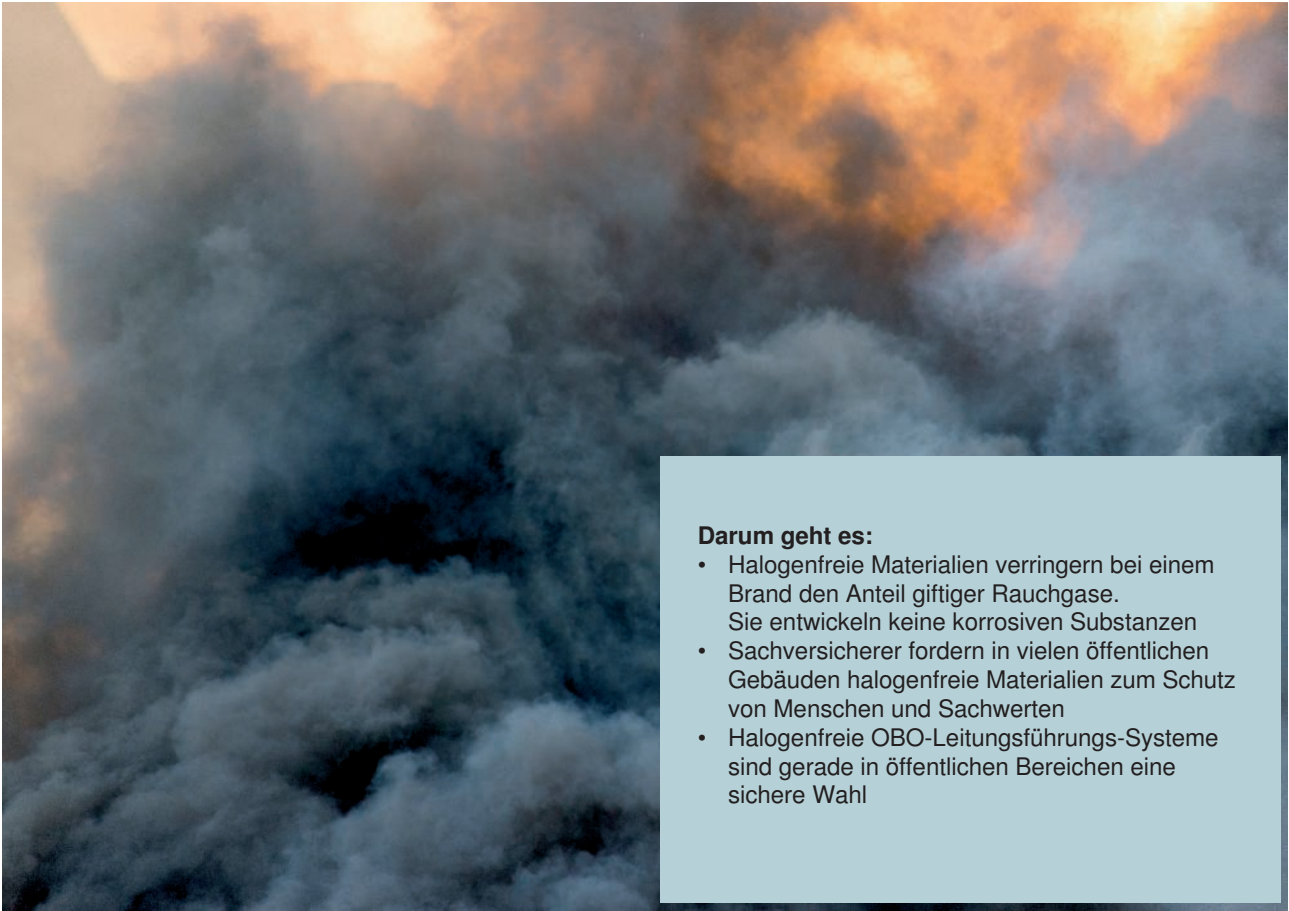 Darum geht es:
• Halogenfreie Materialien verringern bei einem
Brand den Anteil giftiger Rauchgase.
Sie entwickeln keine korrosiven Substanzen
• Sachversicherer fordern in vielen öffentlichen
Gebäuden halogenfreie Materialien zum Schutz
von Menschen und Sachwerten
• Halogenfreie OBO-Leitungsführungs-Systeme
sind gerade in öffentlichen Bereichen eine
sichere Wahl